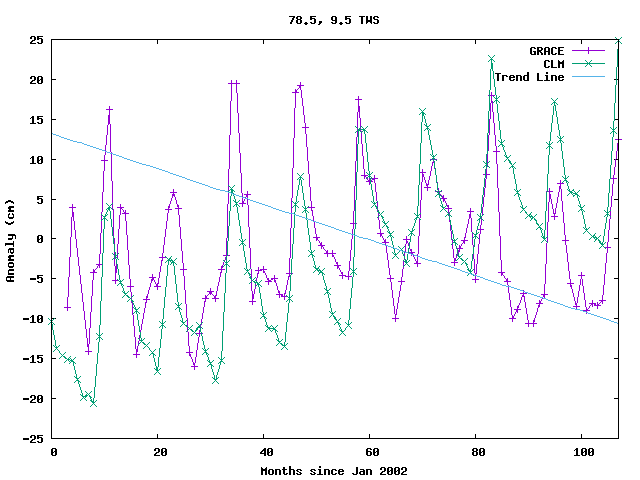 78.5, 9.5 TWS
GRACE
CLM
Trend Line
25
20
15
10
5
0
-5
-10
-15
-20
-25
Anomaly (cm)
0 20 40 60 80 100
Months since Jan 2002